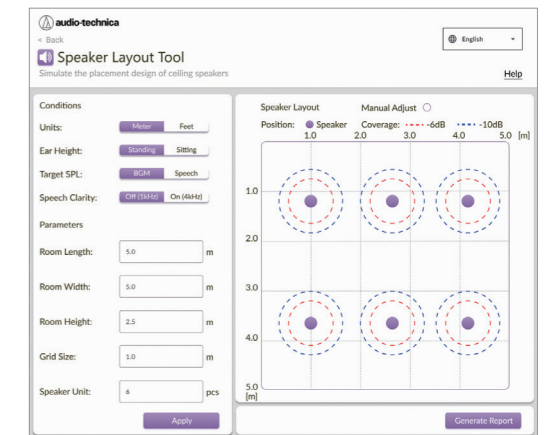 audio-technica
< Back
English
Speaker Layout Tool
Simulate the placement design of ceiling speakers
Help
Conditions
Units: Meter Feet
Ear Height: Standing Sitting
Target SPL: BGM Speech
Speech Clarity: Off (1kHz) On (4kHz)
Parameters
Room Length: 5.0 m
Room Width: 5.0 m
Room Height: 2.5 m
Grid Size: 1.0 m
Speaker Unit: 6 pcs
Apply
Speaker Layout Manual Adjust
Position: Speaker Coverage: -6dB -10dB
1.0 2.0 3.0 4.0 5.0 [m]
1.0
2.0
3.0
4.0
5.0
[m]
Generate Report